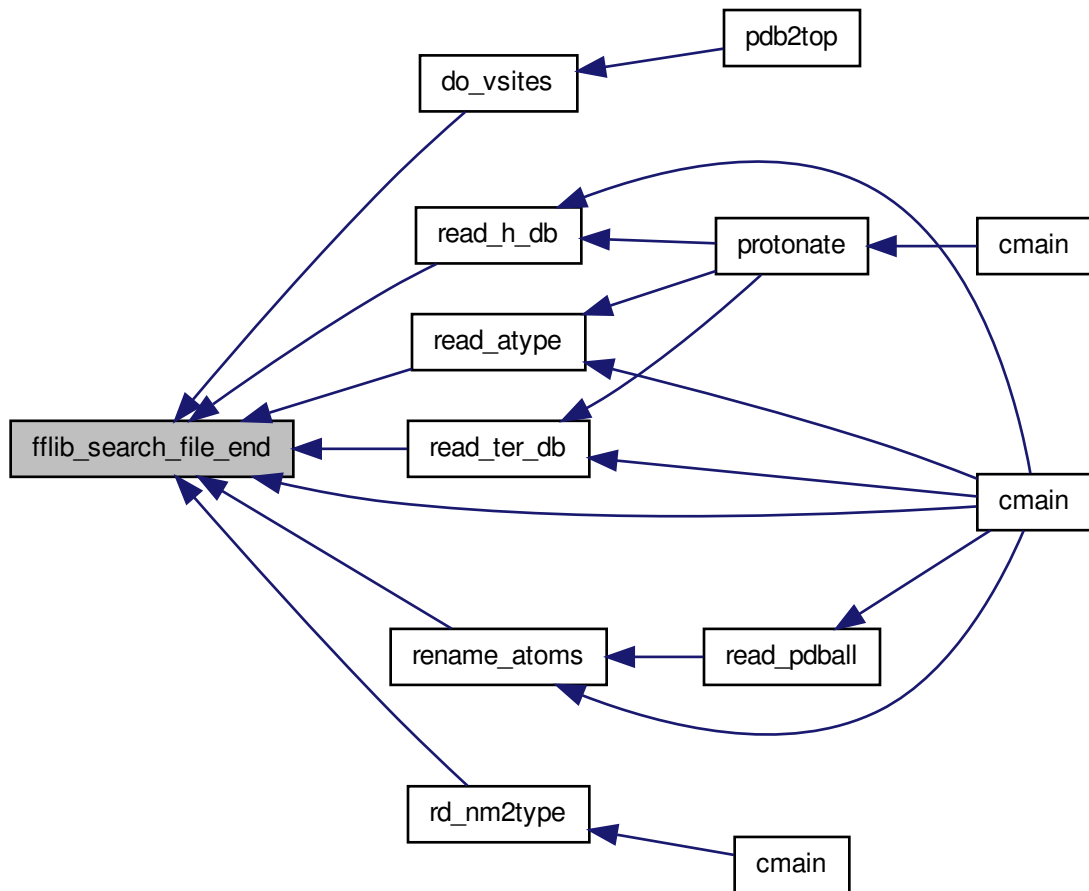 pdb2top
do_vsites
read_h_db
protonate
cmain
read_atype
fflib_search_file_end
read_ter_db
cmain
rename_atoms
read_pdball
rd_nm2type
cmain